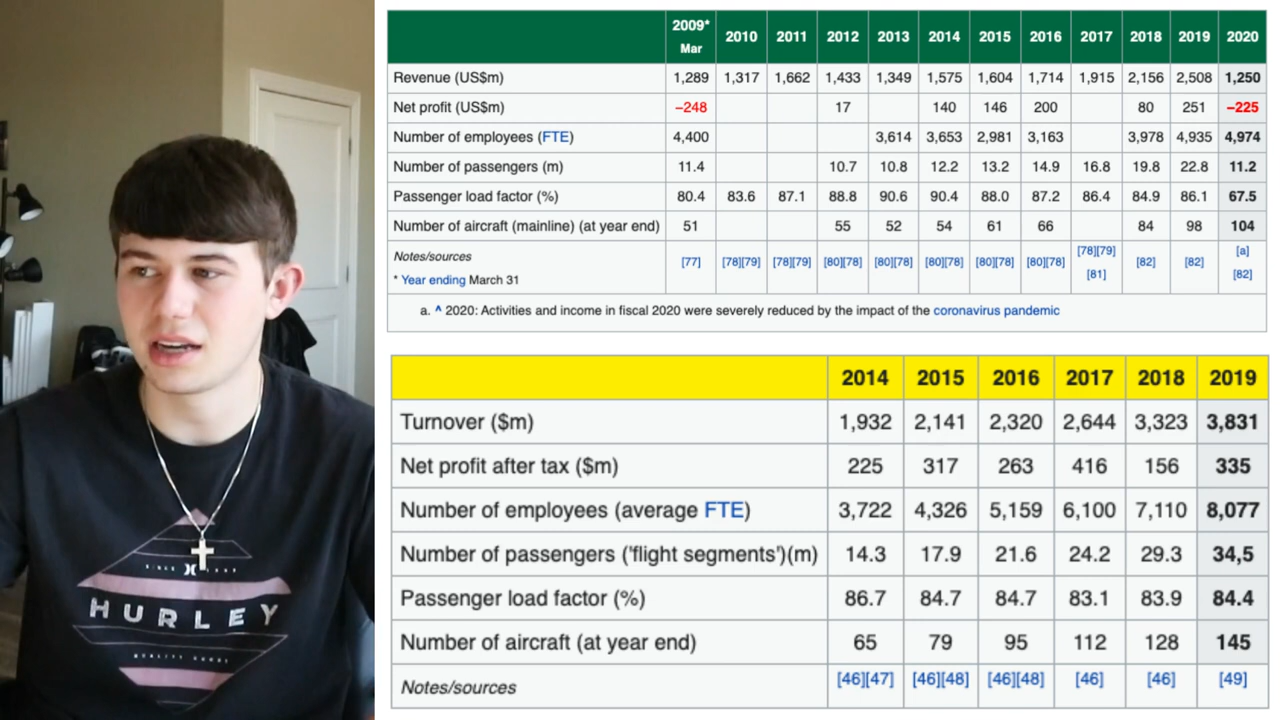 2009* Mar 2010 2011 2012 2013 2014 2015 2016 2017 2018 2019 2020
Revenue (US$m) 1,289 1,317 1,662 1,433 1,349 1,575 1,604 1,714 1,915 2,156 2,508 1,250
Net profit (US$m) −248 17 140 146 200 80 251 −225
Number of employees (FTE) 4,400 3,614 3,653 2,981 3,163 3,978 4,935 4,974
Number of passengers (m) 11.4 10.7 10.8 12.2 13.2 14.9 16.8 19.8 22.8 11.2
Passenger load factor (%) 80.4 83.6 87.1 88.8 90.6 90.4 88.0 87.2 86.4 84.9 86.1 67.5
Number of aircraft (mainline) (at year end) 51 55 52 54 61 66 84 98 104
Notes/sources
* Year ending March 31
[77] [78][79] [78][79] [80][78] [80][78] [80][78] [80][78] [80][78] [78][79] [81] [82] [82] [a] [82]
a. ^ 2020: Activities and income in fiscal 2020 were severely reduced by the impact of the coronavirus pandemic
2014 2015 2016 2017 2018 2019
Turnover ($m) 1,932 2,141 2,320 2,644 3,323 3,831
Net profit after tax ($m) 225 317 263 416 156 335
Number of employees (average FTE) 3,722 4,326 5,159 6,100 7,110 8,077
Number of passengers ('flight segments')(m) 14.3 17.9 21.6 24.2 29.3 34,5
Passenger load factor (%) 86.7 84.7 84.7 83.1 83.9 84.4
Number of aircraft (at year end) 65 79 95 112 128 145
Notes/sources [46][47] [46][48] [46][48] [46] [46] [49]
HURLEY